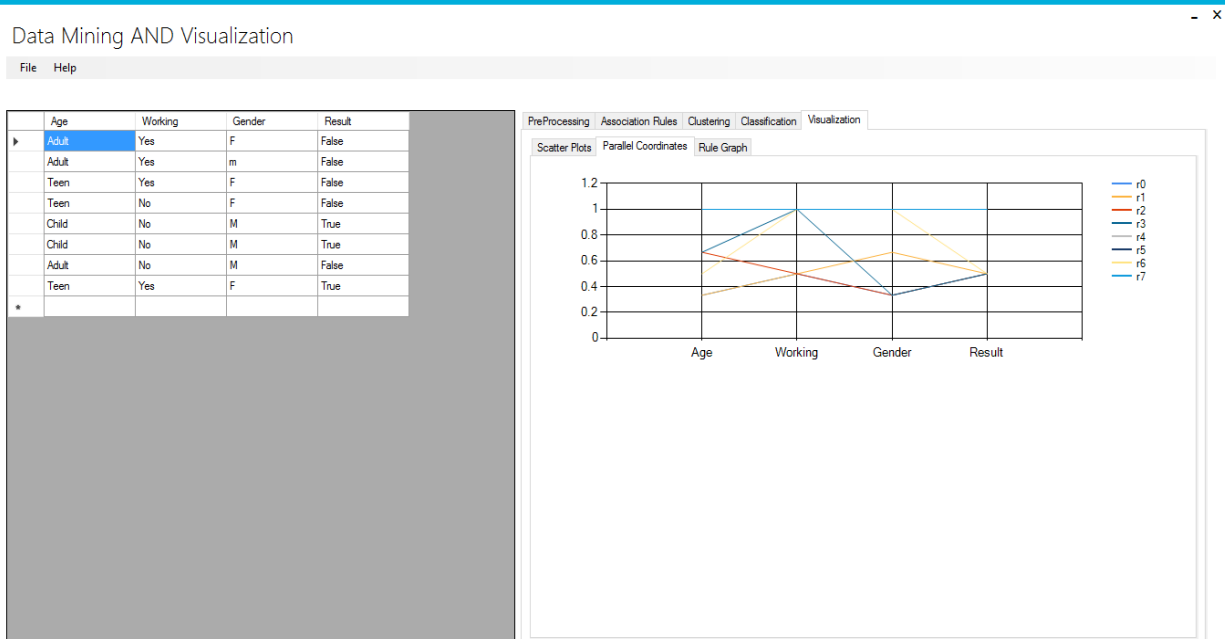 Data Mining AND Visualization
File Help
Age Working Gender Result
Adult Yes F False
Adult Yes m False
Teen Yes F False
Teen No F False
Child No M True
Child No M True
Adult No M False
Teen Yes F True
PreProcessing Association Rules Clustering Classification Visualization
Scatter Plots Parallel Coordinates Rule Graph
1.2
1
0.8
0.6
0.4
0.2
0
Age Working Gender Result
r0
r1
r2
r3
r4
r5
r6
r7